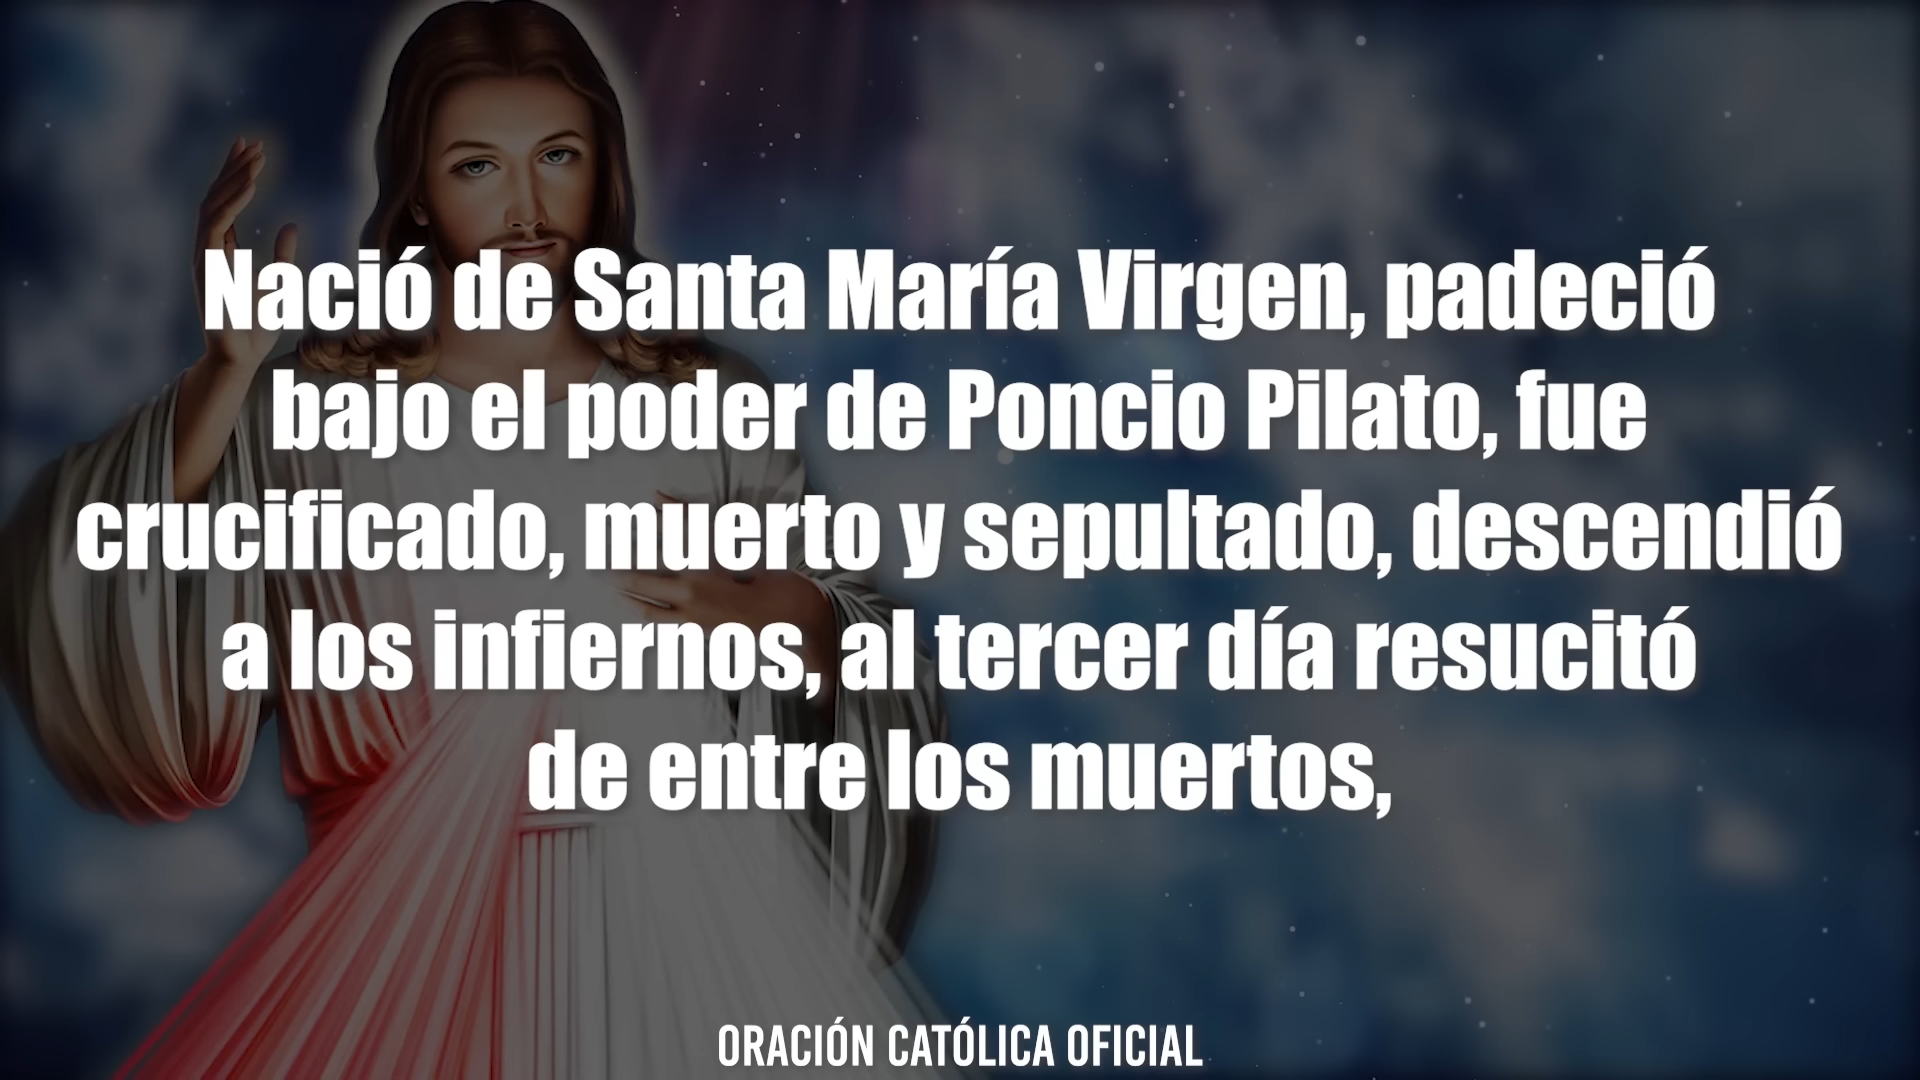 Nació de Santa María Virgen, padeció
bajo el poder de Poncio Pilato, fue
crucificado, muerto y sepultado, descendió
a los infiernos, al tercer día resucitó
de entre los muertos,
ORACIÓN CATÓLICA OFICIAL